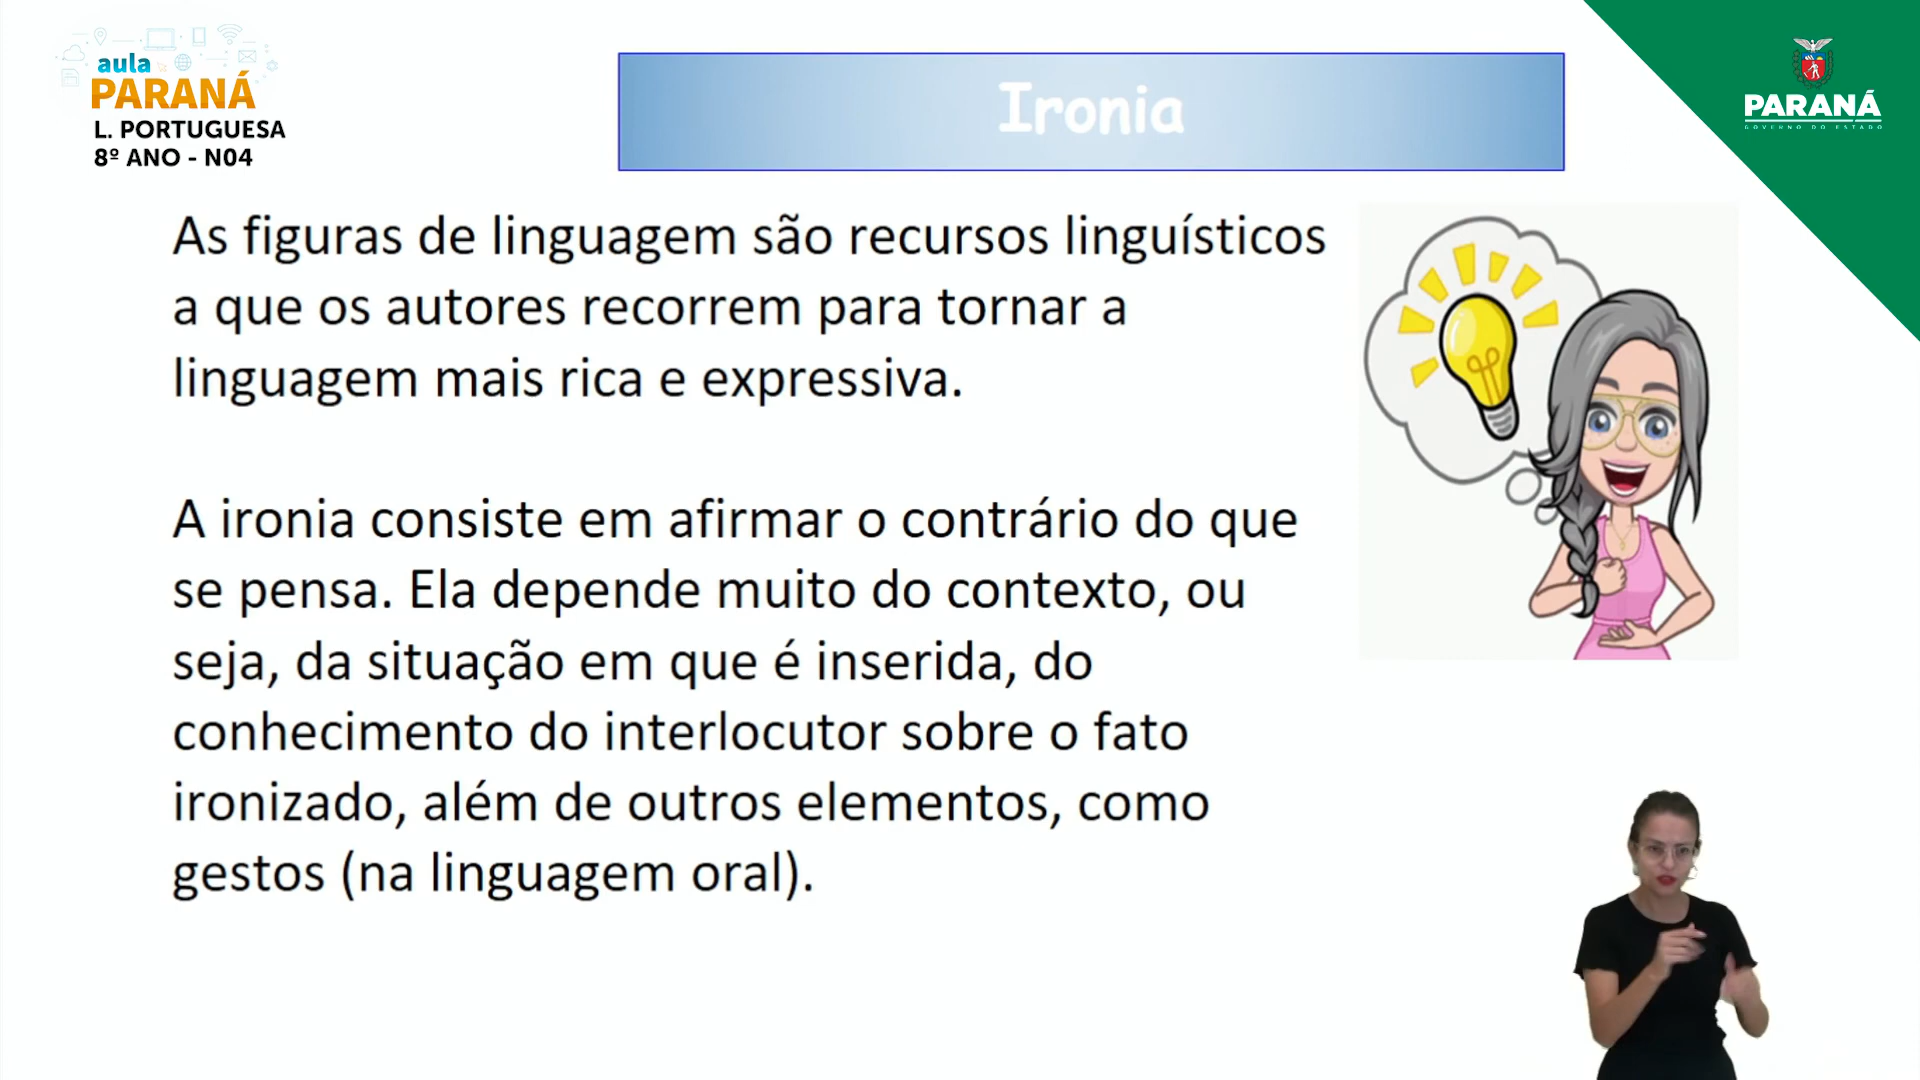 aula
PARANÁ
L. PORTUGUESA
8º ANO - N04
Ironia
PARANÁ
GOVERNO DO ESTADO
As figuras de linguagem são recursos linguísticos
a que os autores recorrem para tornar a
linguagem mais rica e expressiva.
A ironia consiste em afirmar o contrário do que
se pensa. Ela depende muito do contexto, ou
seja, da situação em que é inserida, do
conhecimento do interlocutor sobre o fato
ironizado, além de outros elementos, como
gestos (na linguagem oral).